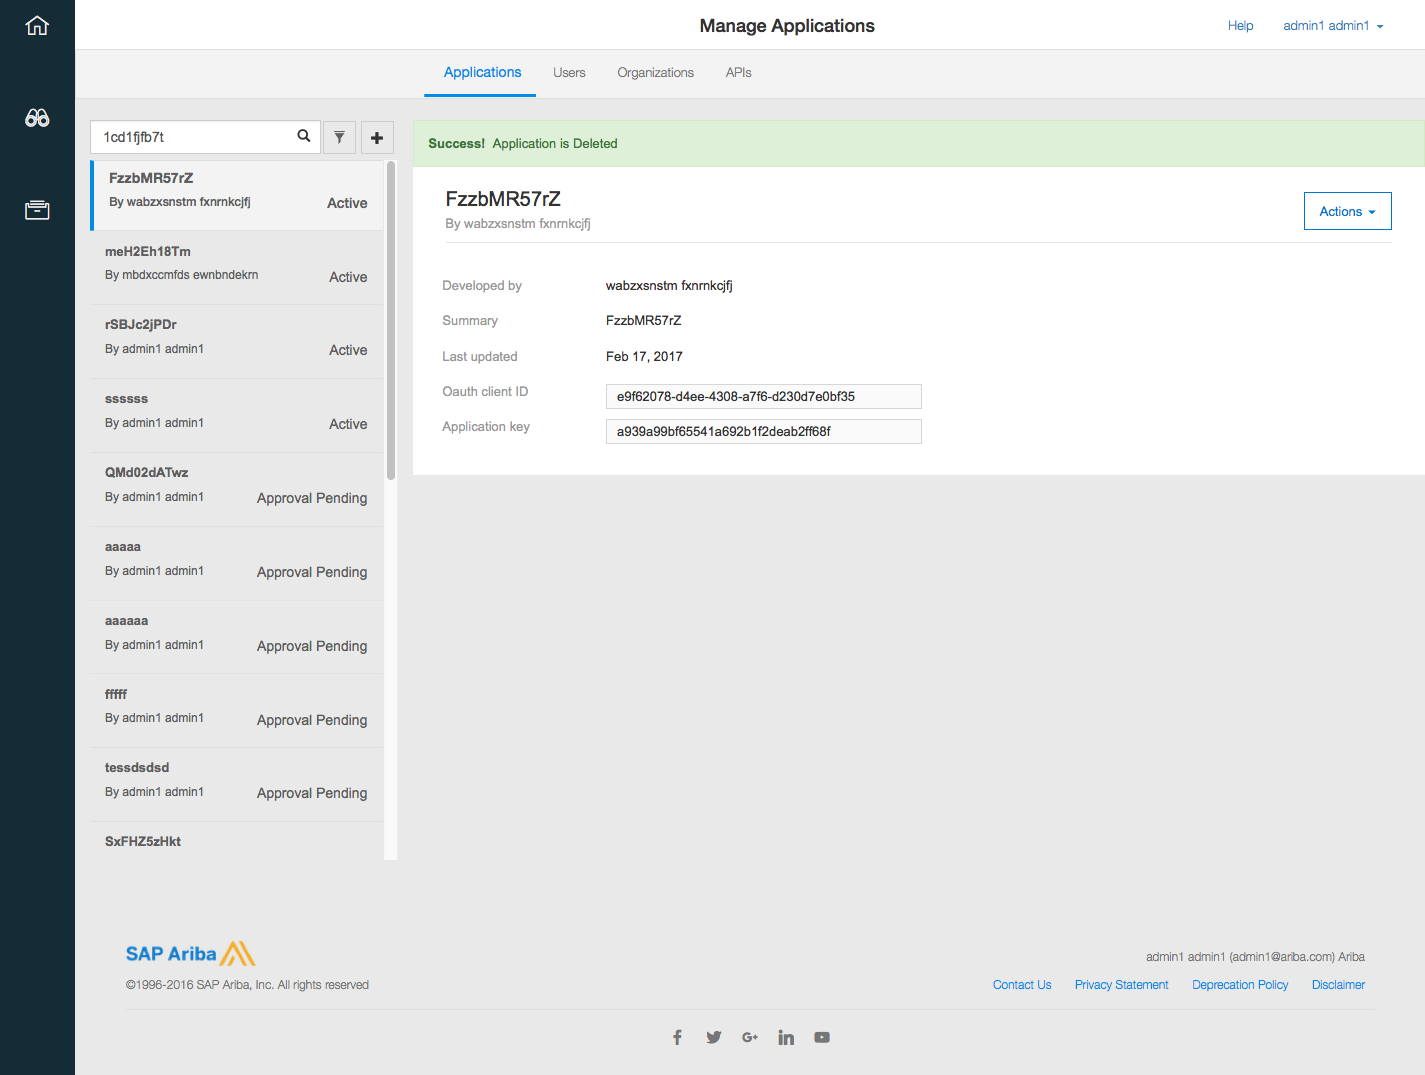 Manage Applications
Help
admin1 admin1
Applications Users Organizations APIs
1cd1fjfb7t
FzzbMR57rZ
By wabzxsnstm fxnrnkcjfj
Active
meH2Eh18Tm
By mbdxccmfds ewnbndekrn
Active
rSBJc2jPDr
By admin1 admin1
Active
ssssss
By admin1 admin1
Active
QMd02dATwz
By admin1 admin1
Approval Pending
aaaaa
By admin1 admin1
Approval Pending
aaaaaa
By admin1 admin1
Approval Pending
fffff
By admin1 admin1
Approval Pending
tessdsdsd
By admin1 admin1
Approval Pending
SxFHZ5zHkt
Success! Application is Deleted
FzzbMR57rZ
By wabzxsnstm fxnrnkcjfj
Actions
Developed by wabzxsnstm fxnrnkcjfj
Summary FzzbMR57rZ
Last updated Feb 17, 2017
Oauth client ID e9f62078-d4ee-4308-a7f6-d230d7e0bf35
Application key a939a99bf65541a692b1f2deab2ff68f
SAP Ariba
©1996-2016 SAP Ariba, Inc. All rights reserved
admin1 admin1 (admin1@ariba.com) Ariba
Contact Us Privacy Statement Deprecation Policy Disclaimer